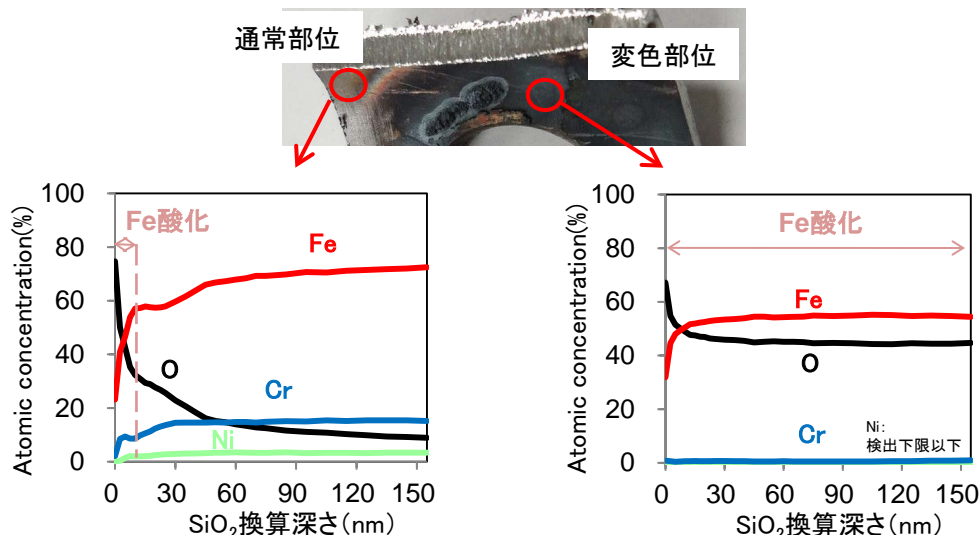 通常部位
変色部位
100
80
60
40
20
0
Atomic concentration(%)
Fe酸化
Fe
O
Cr
Ni
0 30 60 90 120 150
SiO₂換算深さ(nm)
100
80
60
40
20
0
Atomic concentration(%)
Fe酸化
Fe
O
Cr
Ni:
検出下限以下
0 30 60 90 120 150
SiO₂換算深さ(nm)